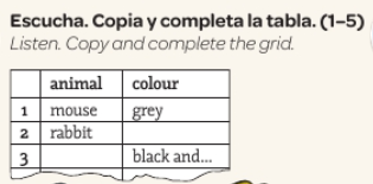 Escucha. Copia y completa la tabla. (1–5)
Listen. Copy and complete the grid.
animal colour
1 mouse grey
2 rabbit
3 black and...